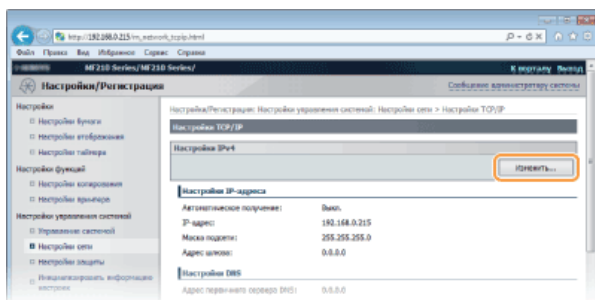 http://192.168.0.215/m_network_tcpip.html
Файл Правка Вид Избранное Сервис Справка
MF210 Series/MF210 Series/
К порталу Выход
Настройки/Регистрация
Сообщение администратору системы
Настройки
Настройки бумаги
Настройки отображения
Настройки таймера
Настройки функций
Настройки копирования
Настройки принтера
Настройки управления системой
Управление системой
Настройки сети
Настройки защиты
Инициализировать информацию настроек
Настройки/Регистрация: Настройки управления системой: Настройки сети > Настройки TCP/IP
Настройки TCP/IP
Настройки IPv4
Изменить...
Настройки IP-адреса
Автоматическое получение: Выкл.
IP-адрес: 192.168.0.215
Маска подсети: 255.255.255.0
Адрес шлюза: 0.0.0.0
Настройки DNS
Адрес первичного сервера DNS: 0.0.0.0